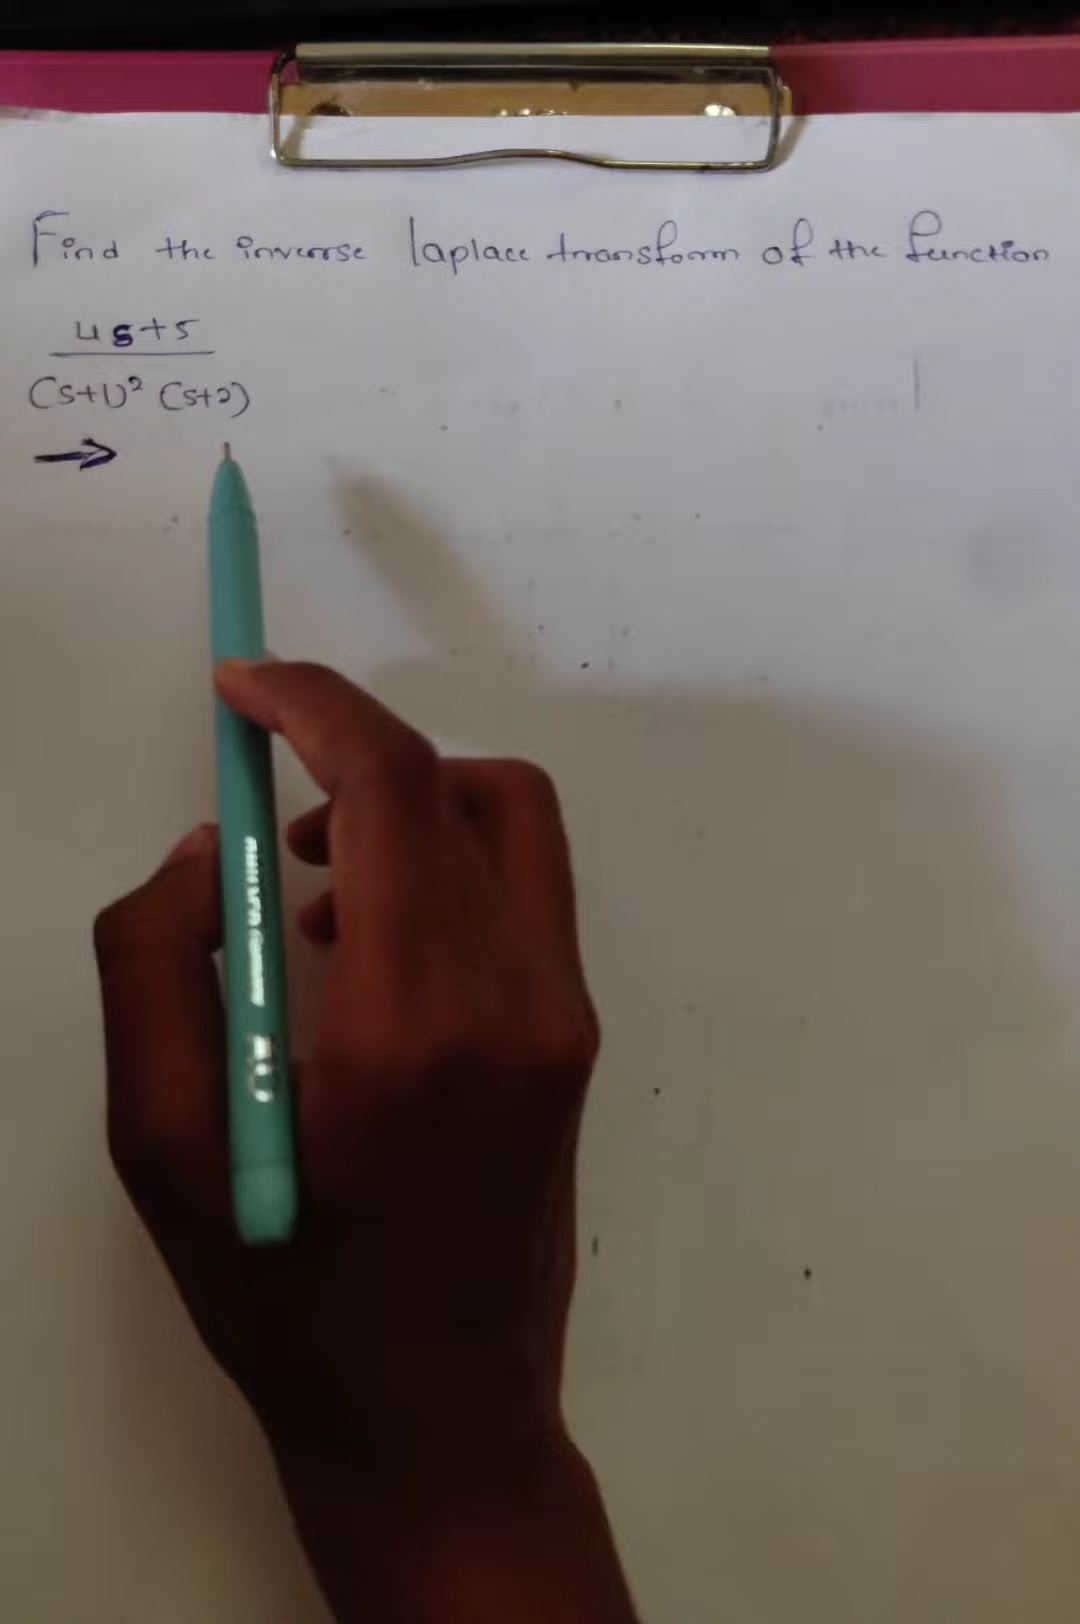 Find the inverse laplace transform of the function
4s+5
(s+1)² (s+2)
→